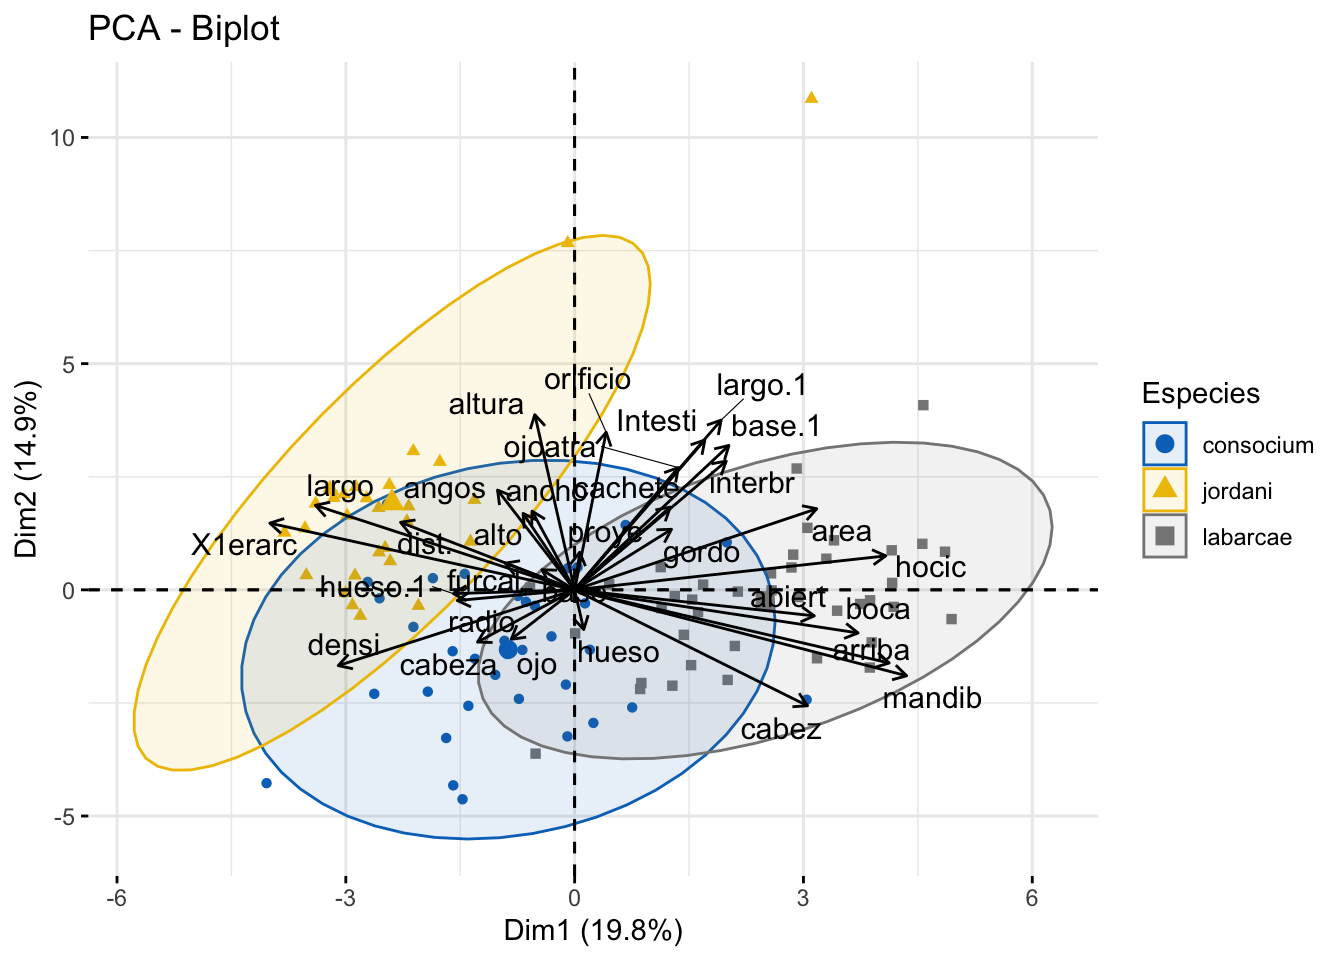 PCA - Biplot
10
5
0
-5
-6
-3
0
3
6
Dim1 (19.8%)
Dim2 (14.9%)
orificio
largo.1
altura
Intesti
base.1
ojoatra
largo
angos
ancho
cachete
interbr
X1erarc
dist.
alto
proye
gordo
area
hocic
hueso.1
furcal
abiert
boca
radio
densi
cabeza
ojo
hueso
arriba
mandib
cabez
Especies
consocium
jordani
labarcae